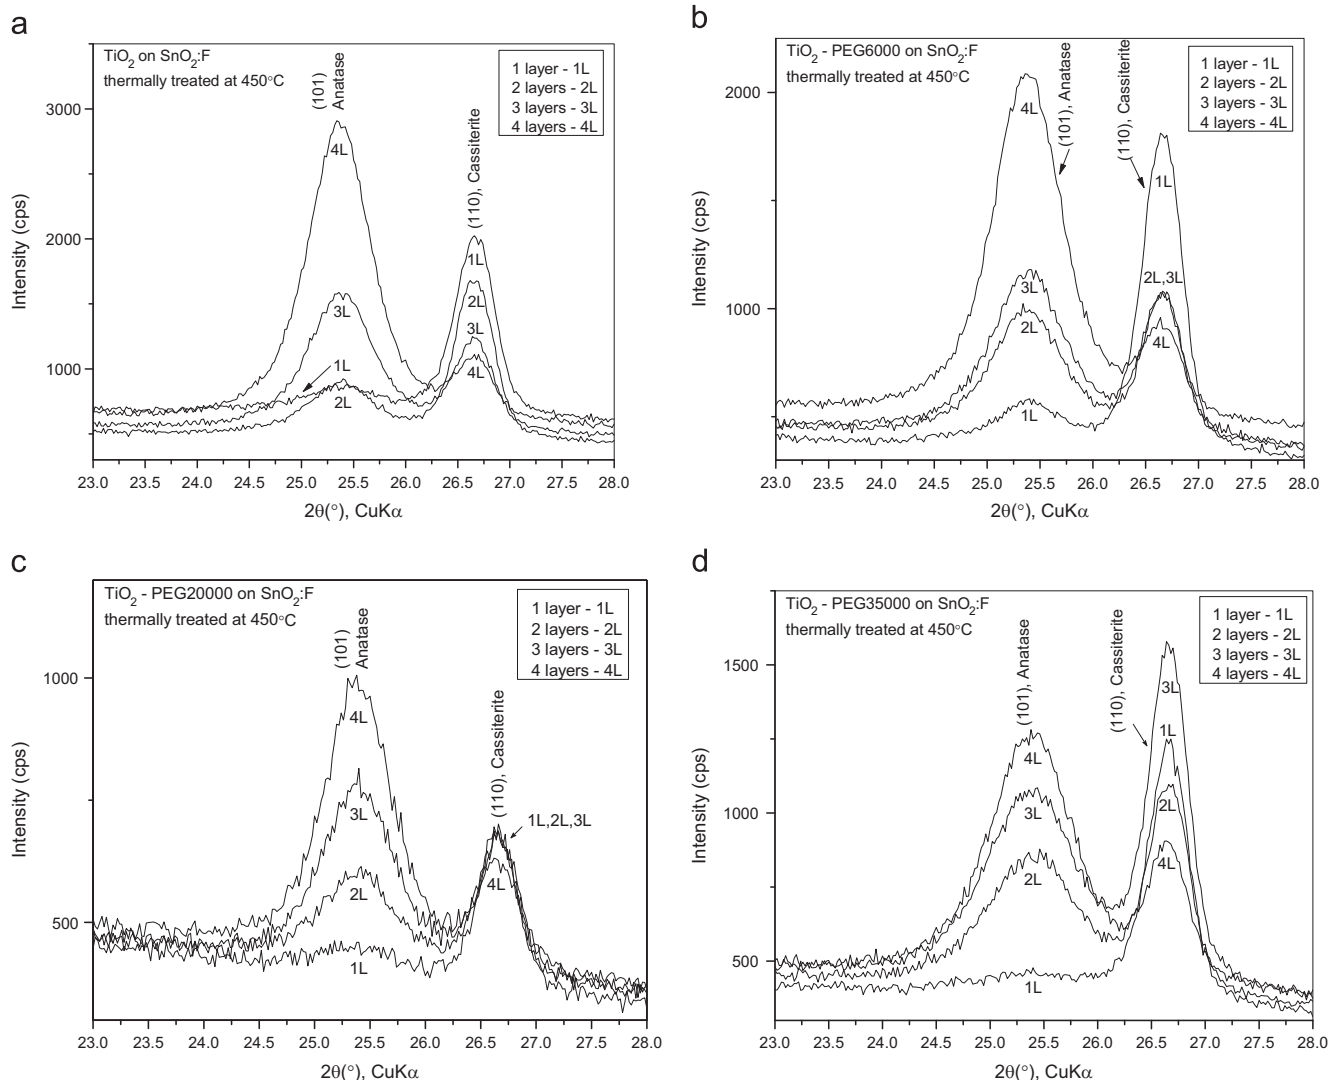 a
TiO2 on SnO2:F
thermally treated at 450°C
1 layer - 1L
2 layers - 2L
3 layers - 3L
4 layers - 4L
(101)
Anatase
(110), Cassiterite
4L
3L
1L
2L
1L
2L
3L
4L
3000
2000
1000
Intensity (cps)
23.0 23.5 24.0 24.5 25.0 25.5 26.0 26.5 27.0 27.5 28.0
2θ(°), CuKα
b
TiO2 - PEG6000 on SnO2:F
thermally treated at 450°C
1 layer - 1L
2 layers - 2L
3 layers - 3L
4 layers - 4L
(101), Anatase
(110), Cassiterite
4L
3L
2L
1L
1L
2L,3L
4L
2000
1000
Intensity (cps)
23.0 23.5 24.0 24.5 25.0 25.5 26.0 26.5 27.0 27.5 28.0
2θ(°), CuKα
c
TiO2 - PEG20000 on SnO2:F
thermally treated at 450°C
1 layer - 1L
2 layers - 2L
3 layers - 3L
4 layers - 4L
(101)
Anatase
(110), Cassiterite
4L
3L
2L
1L
1L,2L,3L
4L
1000
500
Intensity (cps)
23.0 23.5 24.0 24.5 25.0 25.5 26.0 26.5 27.0 27.5 28.0
2θ(°), CuKα
d
TiO2 - PEG35000 on SnO2:F
thermally treated at 450°C
1 layer - 1L
2 layers - 2L
3 layers - 3L
4 layers - 4L
(101), Anatase
(110), Cassiterite
4L
3L
2L
1L
3L
1L
2L
4L
1500
1000
500
Intensity (cps)
23.0 23.5 24.0 24.5 25.0 25.5 26.0 26.5 27.0 27.5 28.0
2θ(°), CuKα